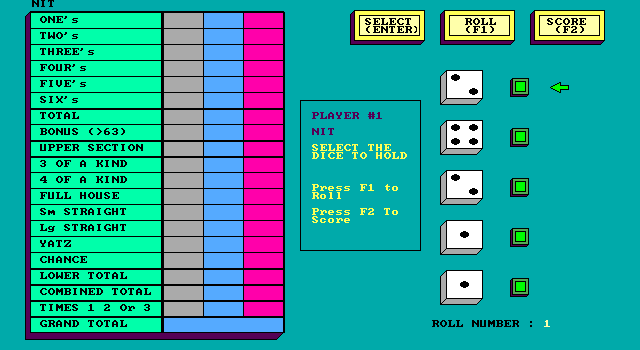 NIT
ONE's
TWO's
THREE's
FOUR's
FIVE's
SIX's
TOTAL
BONUS (>63)
UPPER SECTION
3 OF A KIND
4 OF A KIND
FULL HOUSE
Sm STRAIGHT
Lg STRAIGHT
YATZ
CHANCE
LOWER TOTAL
COMBINED TOTAL
TIMES 1 2 Or 3
GRAND TOTAL
PLAYER #1
NIT
SELECT THE
DICE TO HOLD
Press F1 to
Roll
Press F2 To
Score
SELECT
(ENTER)
ROLL
(F1)
SCORE
(F2)
ROLL NUMBER : 1